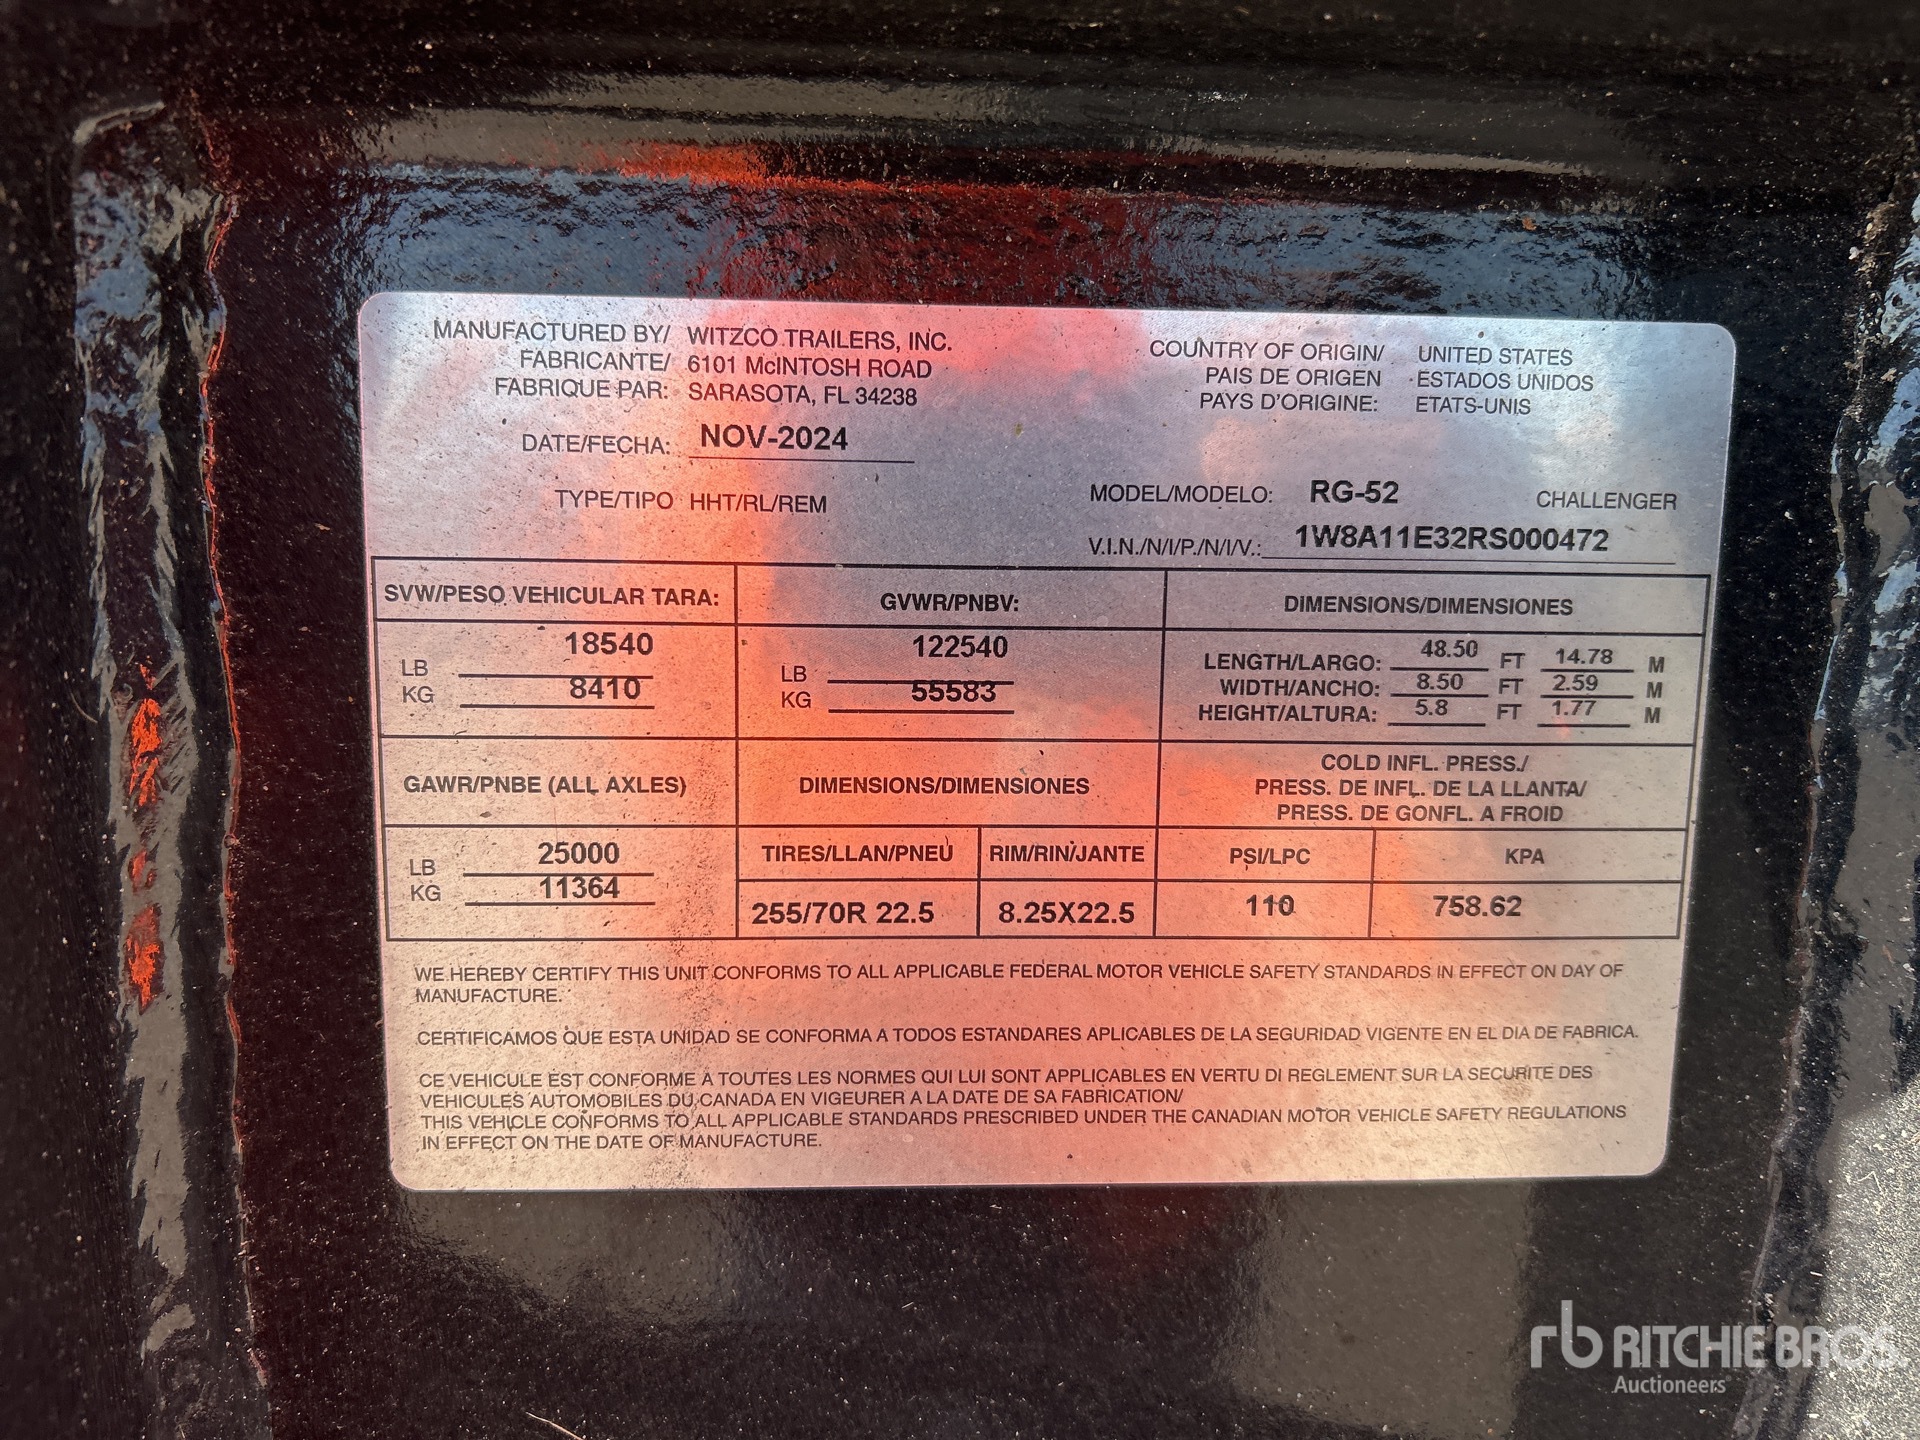 MANUFACTURED BY/ WITZCO TRAILERS, INC.
FABRICANTE/ 6101 McINTOSH ROAD
FABRIQUE PAR: SARASOTA, FL 34238
COUNTRY OF ORIGIN/ UNITED STATES
PAIS DE ORIGEN ESTADOS UNIDOS
PAYS D'ORIGINE: ETATS-UNIS
DATE/FECHA: NOV-2024
TYPE/TIPO HHT/RL/REM
MODEL/MODELO: RG-52 CHALLENGER
V.I.N./N/I/P./N/I/V.: 1W8A11E32RS000472
SVW/PESO VEHICULAR TARA:
LB 18540
KG 8410
GVWR/PNBV:
LB 122540
KG 55583
DIMENSIONS/DIMENSIONES
LENGTH/LARGO: 48.50 FT 14.78 M
WIDTH/ANCHO: 8.50 FT 2.59 M
HEIGHT/ALTURA: 5.8 FT 1.77 M
GAWR/PNBE (ALL AXLES)
LB 25000
KG 11364
DIMENSIONS/DIMENSIONES
TIRES/LLAN/PNEU RIM/RIN/JANTE
255/70R 22.5 8.25X22.5
COLD INFL. PRESS./
PRESS. DE INFL. DE LA LLANTA/
PRESS. DE GONFL. A FROID
PSI/LPC KPA
110 758.62
WE HEREBY CERTIFY THIS UNIT CONFORMS TO ALL APPLICABLE FEDERAL MOTOR VEHICLE SAFETY STANDARDS IN EFFECT ON DAY OF
MANUFACTURE.
CERTIFICAMOS QUE ESTA UNIDAD SE CONFORMA A TODOS ESTANDARES APLICABLES DE LA SEGURIDAD VIGENTE EN EL DIA DE FABRICA.
CE VEHICULE EST CONFORME A TOUTES LES NORMES QUI LUI SONT APPLICABLES EN VERTU DI REGLEMENT SUR LA SECURITE DES
VEHICULES AUTOMOBILES DU CANADA EN VIGEURER A LA DATE DE SA FABRICATION/
THIS VEHICLE CONFORMS TO ALL APPLICABLE STANDARDS PRESCRIBED UNDER THE CANADIAN MOTOR VEHICLE SAFETY REGULATIONS
IN EFFECT ON THE DATE OF MANUFACTURE.
rb RITCHIE BROS.
Auctioneers